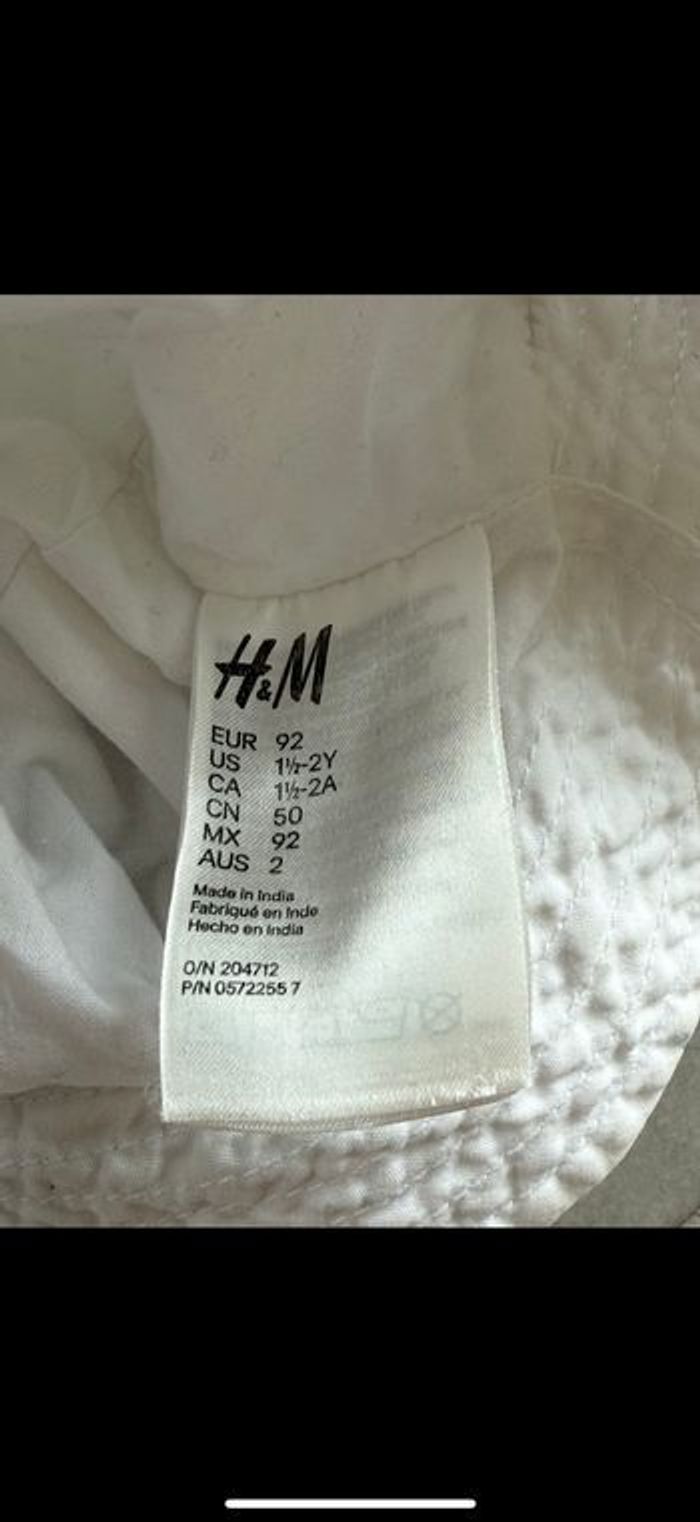 H&M
EUR 92
US 1½-2Y
CA 1½-2A
CN 50
MX 92
AUS 2
Made in India
Fabriqué en Inde
Hecho en India
O/N 204712
P/N 0572255 7